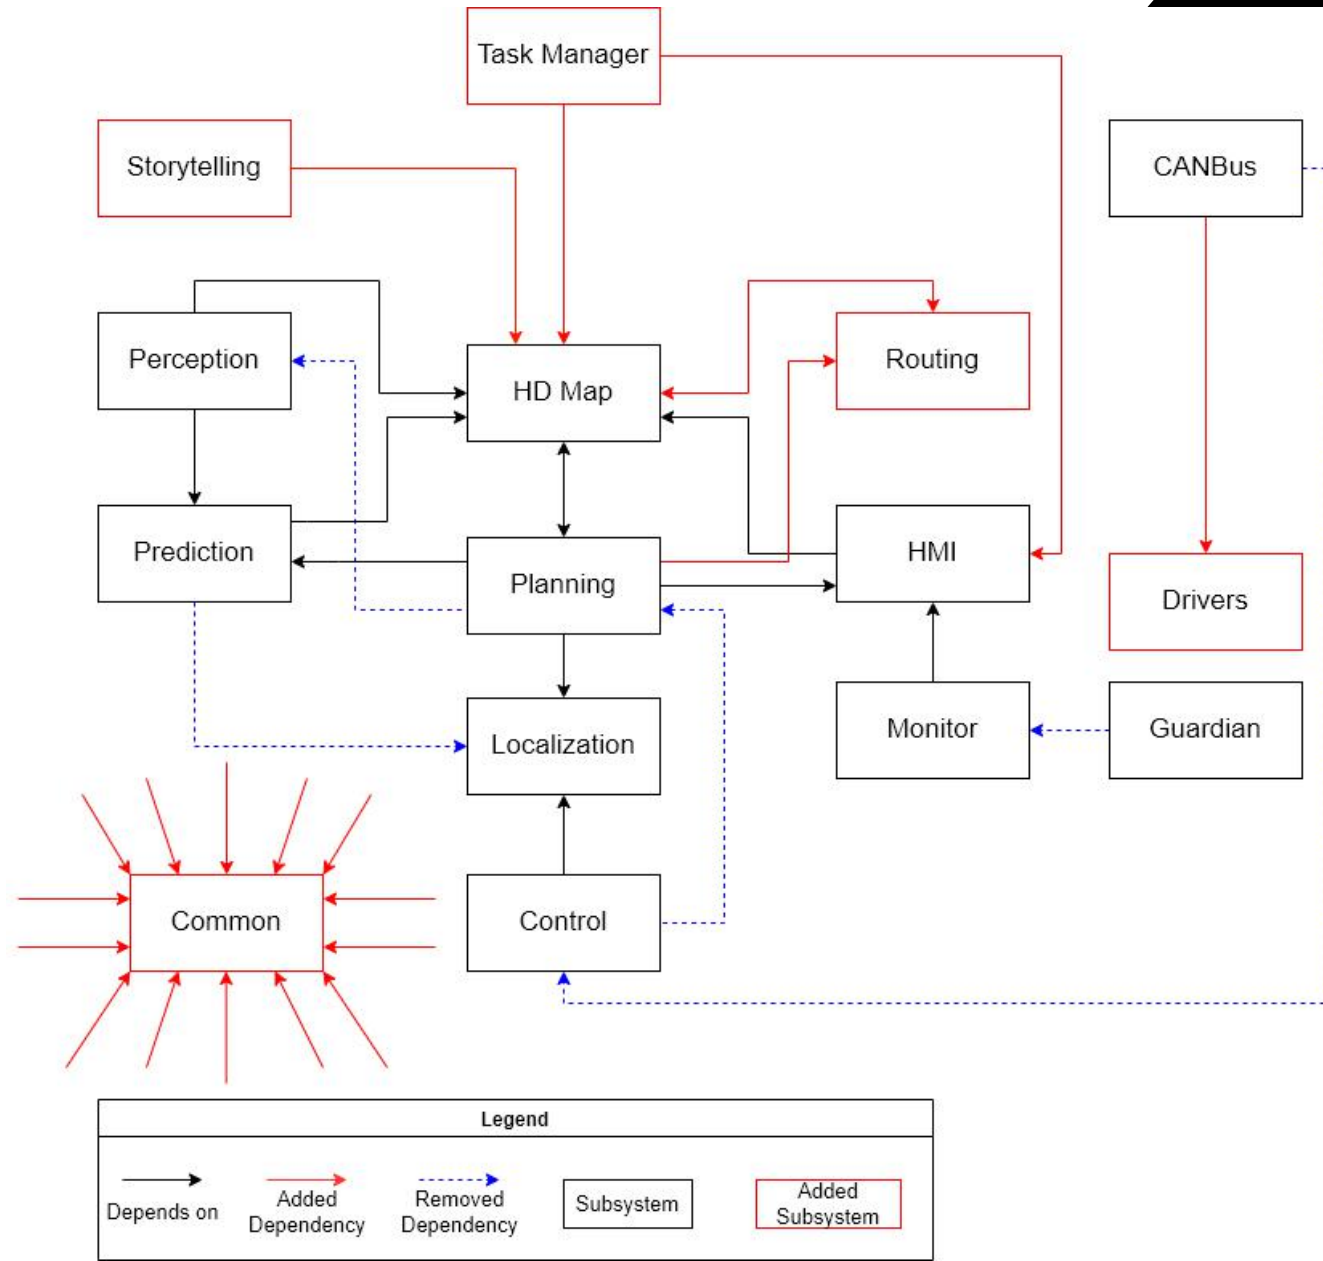 Task Manager
Storytelling
CANBus
Perception
HD Map
Routing
Prediction
Planning
HMI
Drivers
Localization
Monitor
Guardian
Common
Control
Legend
Depends on
Added
Dependency
Removed
Dependency
Subsystem
Added
Subsystem